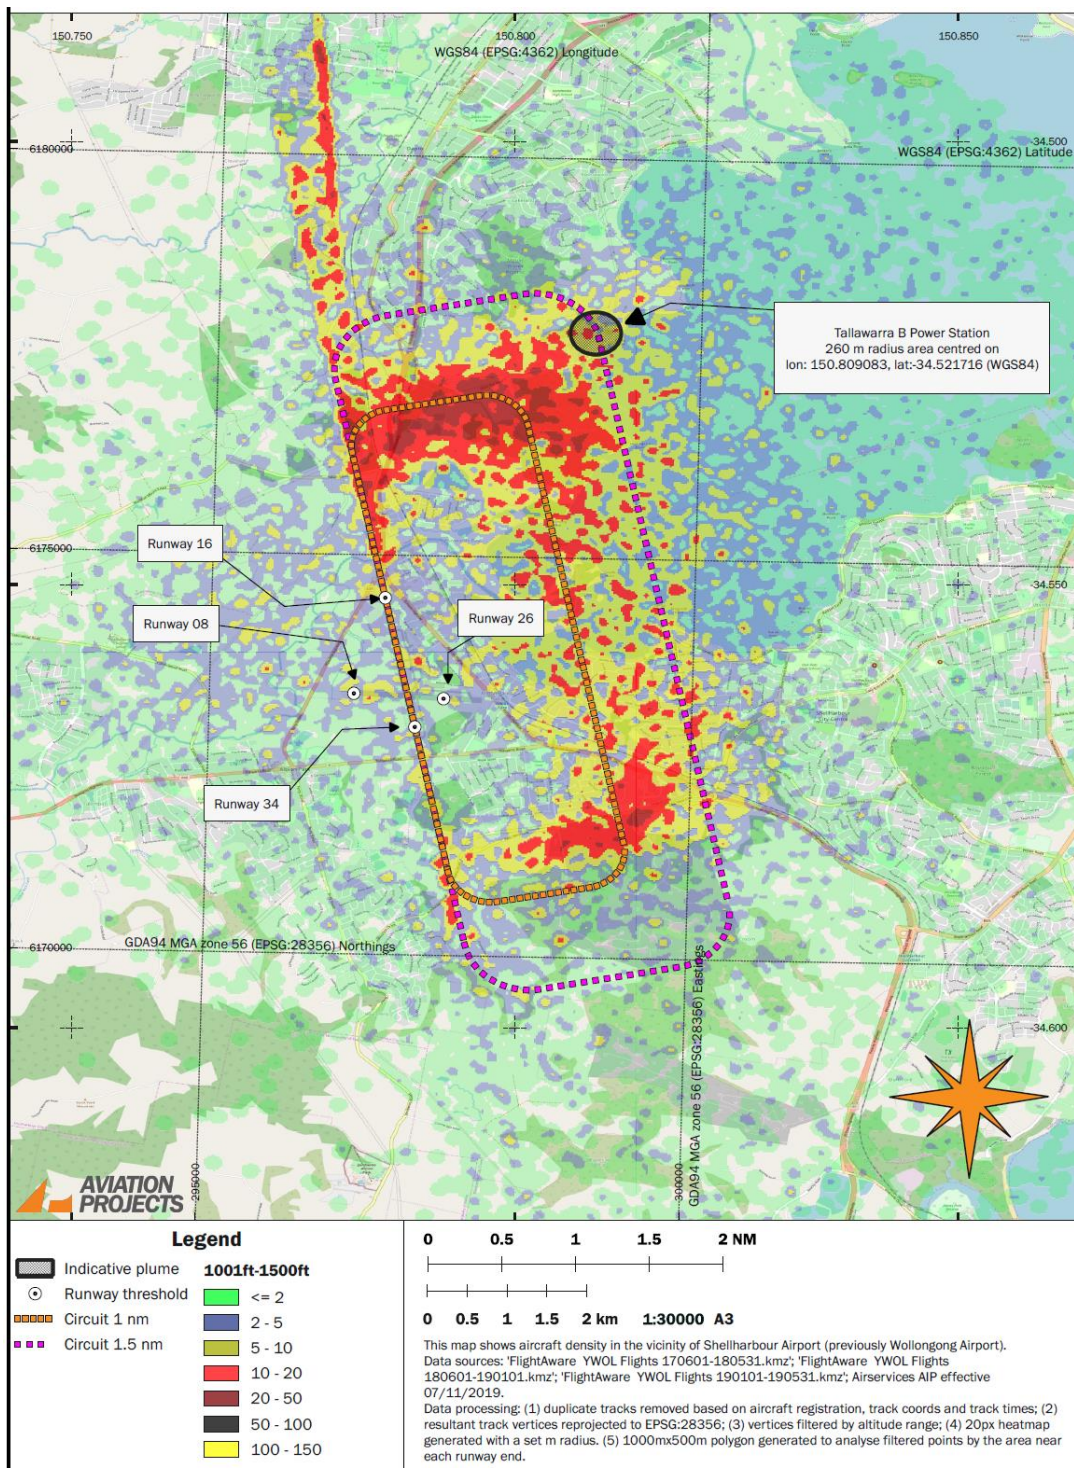 150.750
150.800
150.850
WGS84 (EPSG:4362) Longitude
6180000
-34.500
WGS84 (EPSG:4362) Latitude
Tallawarra B Power Station
260 m radius area centred on
lon: 150.809083, lat:-34.521716 (WGS84)
Runway 16
6175000
-34.550
Runway 08
Runway 26
Runway 34
6170000
GDA94 MGA zone 56 (EPSG:28356) Northings
GDA94 MGA zone 56 (EPSG:28356) Eastings
-34.600
295000
300000
AVIATION
PROJECTS
Legend
Indicative plume
Runway threshold
Circuit 1 nm
Circuit 1.5 nm
1001ft-1500ft
<= 2
2 - 5
5 - 10
10 - 20
20 - 50
50 - 100
100 - 150
0 0.5 1 1.5 2 NM
0 0.5 1 1.5 2 km 1:30000 A3
This map shows aircraft density in the vicinity of Shellharbour Airport (previously Wollongong Airport).
Data sources: 'FlightAware YWOL Flights 170601-180531.kmz'; 'FlightAware YWOL Flights
180601-190101.kmz'; 'FlightAware YWOL Flights 190101-190531.kmz'; Airservices AIP effective
07/11/2019.
Data processing: (1) duplicate tracks removed based on aircraft registration, track coords and track times; (2)
resultant track vertices reprojected to EPSG:28356; (3) vertices filtered by altitude range; (4) 20px heatmap
generated with a set m radius. (5) 1000mx500m polygon generated to analyse filtered points by the area near
each runway end.